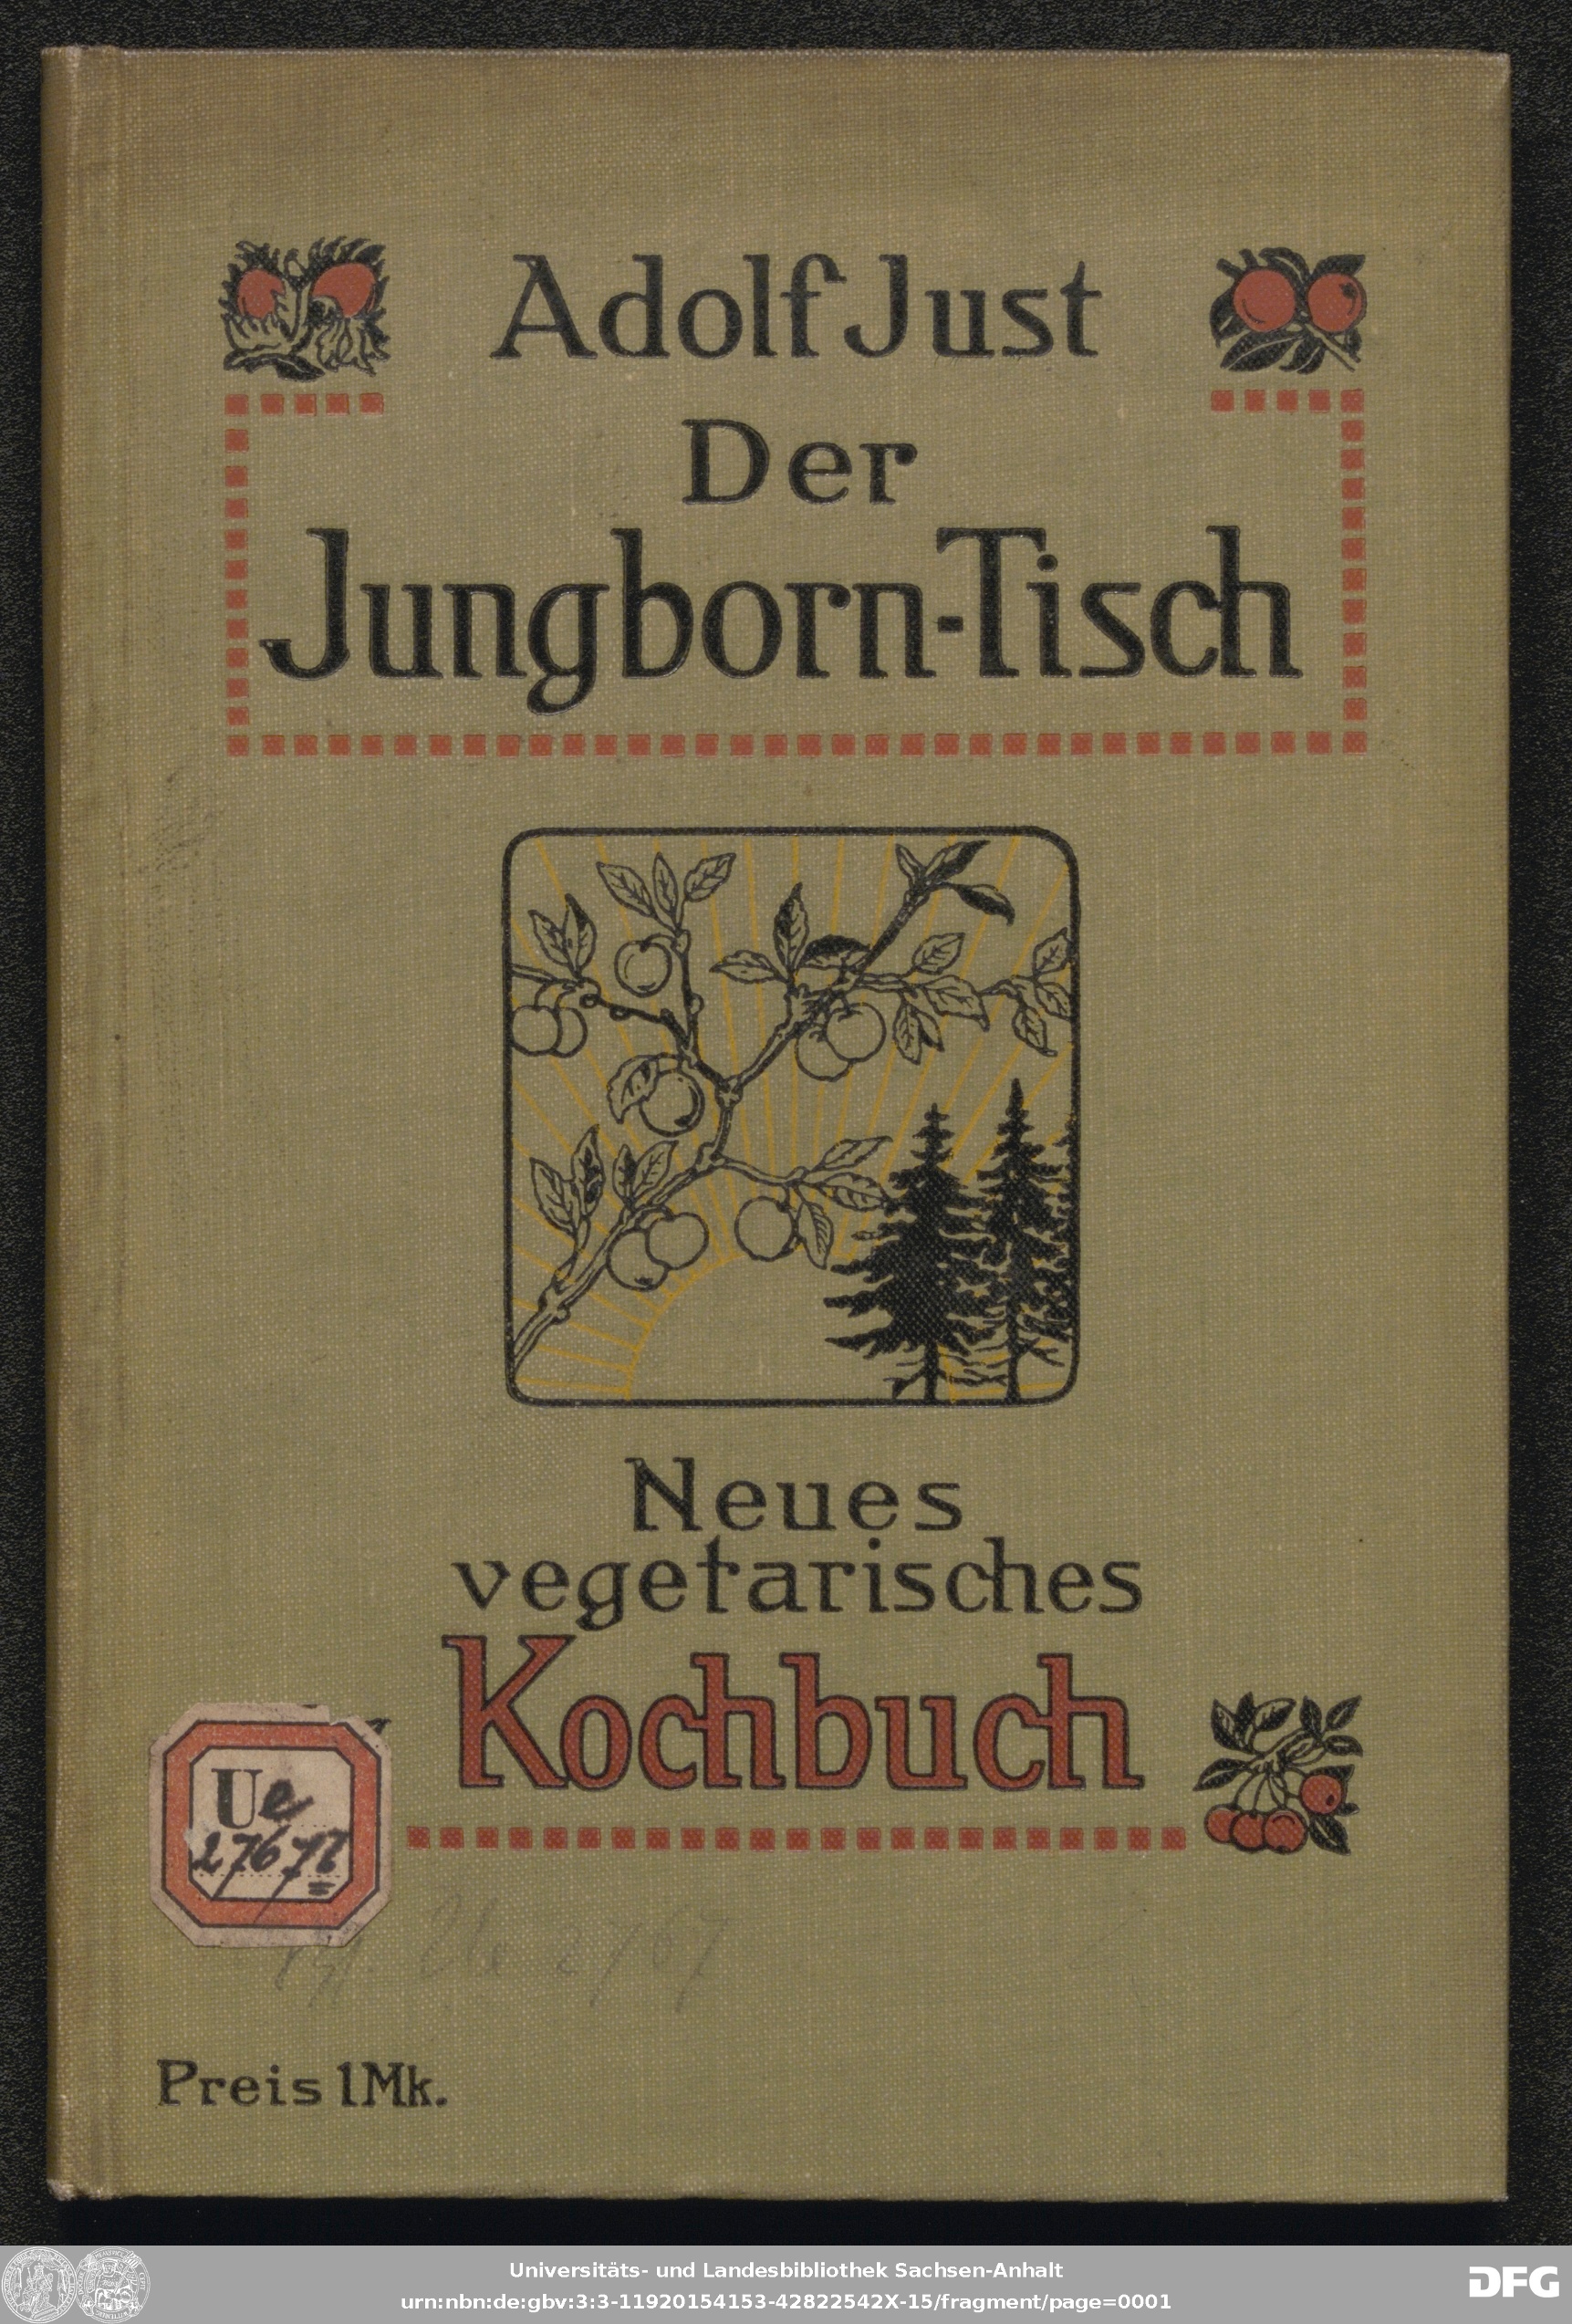 Adolf Just
Der
Jungborn-Tisch
Neues
vegetarisches
Kochbuch
Ue
2767
Preis 1 Mk.
Universitäts- und Landesbibliothek Sachsen-Anhalt
urn:nbn:de:gbv:3:3-11920154153-42822542X-15/fragment/page=0001
DFG